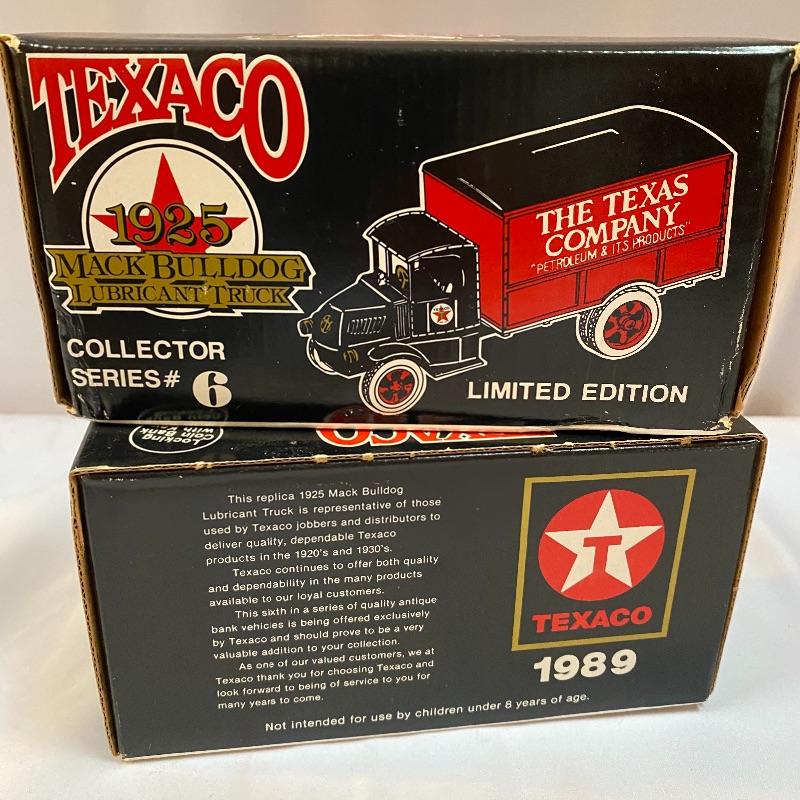 TEXACO
1925
MACK BULLDOG
LUBRICANT TRUCK
COLLECTOR
SERIES# 6
THE TEXAS
COMPANY
"PETROLEUM & ITS PRODUCTS"
LIMITED EDITION
Locking
Coin Bank
with Key
TEXACO
This replica 1925 Mack Bulldog
Lubricant Truck is representative of those
used by Texaco jobbers and distributors to
deliver quality, dependable Texaco
products in the 1920's and 1930's.
Texaco continues to offer both quality
and dependability in the many products
available to our loyal customers.
This sixth in a series of quality antique
bank vehicles is being offered exclusively
by Texaco and should prove to be a very
valuable addition to your collection.
As one of our valued customers, we at
Texaco thank you for choosing Texaco and
look forward to being of service to you for
many years to come.
T
TEXACO
1989
Not intended for use by children under 8 years of age.